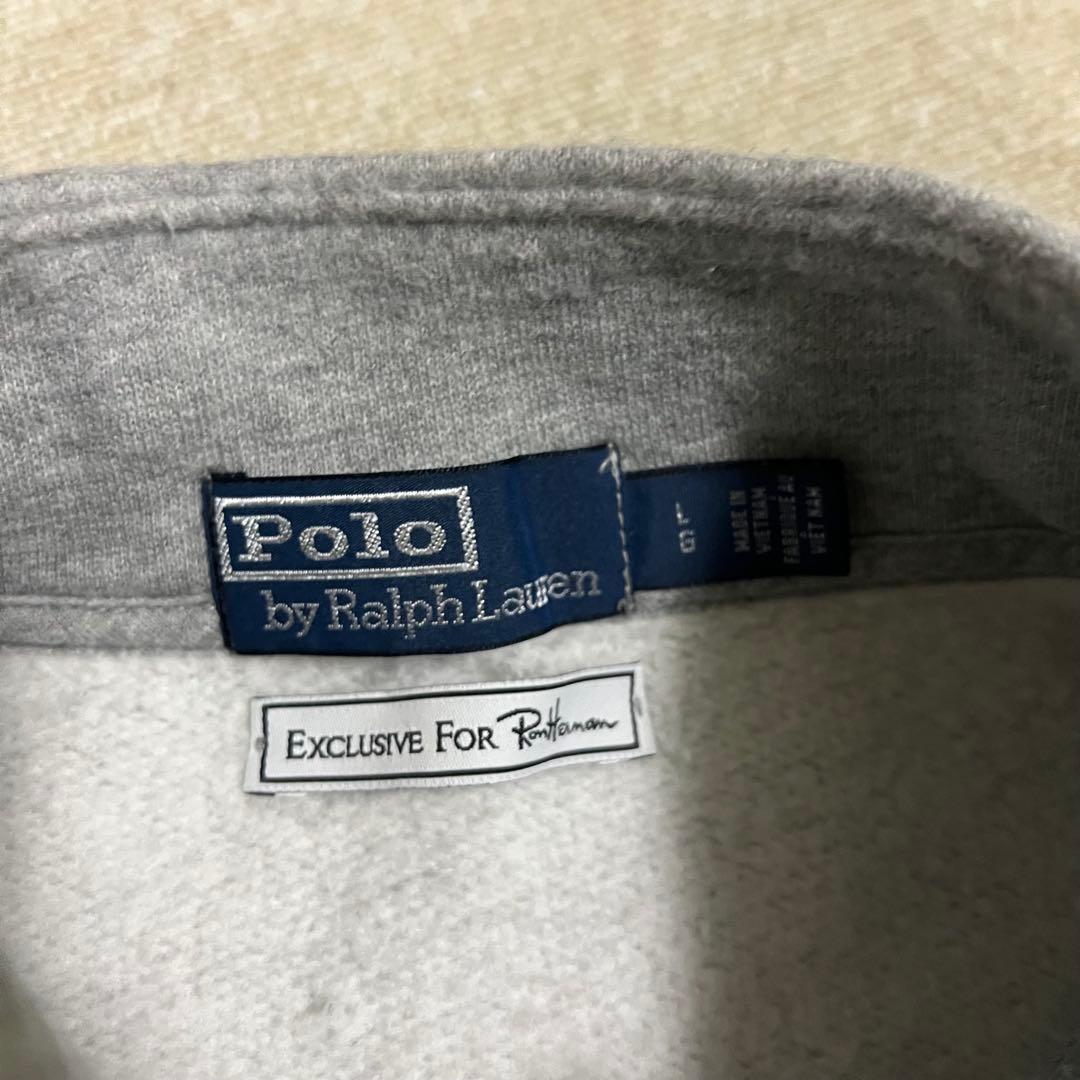 Polo
by Ralph Lauren
L
G
MADE IN
VIETNAM
FABRIQUÉ AU
VIET NAM
EXCLUSIVE FOR RonHerman